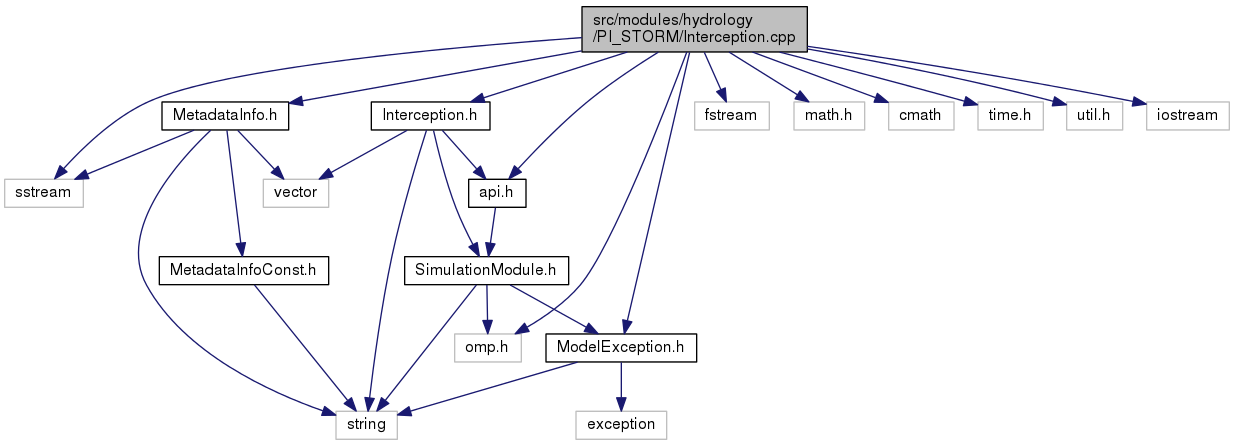 src/modules/hydrology
/PI_STORM/Interception.cpp
MetadataInfo.h
Interception.h
fstream
math.h
cmath
time.h
util.h
iostream
sstream
vector
api.h
MetadataInfoConst.h
SimulationModule.h
omp.h
ModelException.h
string
exception